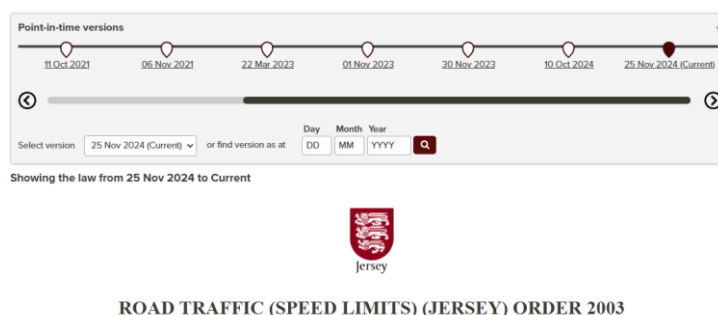 Point-in-time versions
11 Oct 2021 06 Nov 2021 22 Mar 2023 01 Nov 2023 30 Nov 2023 10 Oct 2024 25 Nov 2024 (Current)
Day Month Year
Select version 25 Nov 2024 (Current) or find version as at DD MM YYYY
Showing the law from 25 Nov 2024 to Current
Jersey
ROAD TRAFFIC (SPEED LIMITS) (JERSEY) ORDER 2003